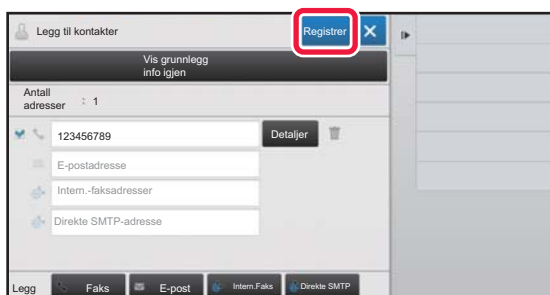 Legg til kontakter
Registrer
Vis grunnlegg
info igjen
Antall
adresser : 1
123456789
Detaljer
E-postadresse
Intern.-faksadresser
Direkte SMTP-adresse
Legg
Faks
E-post
Intern.Faks
Direkte SMTP